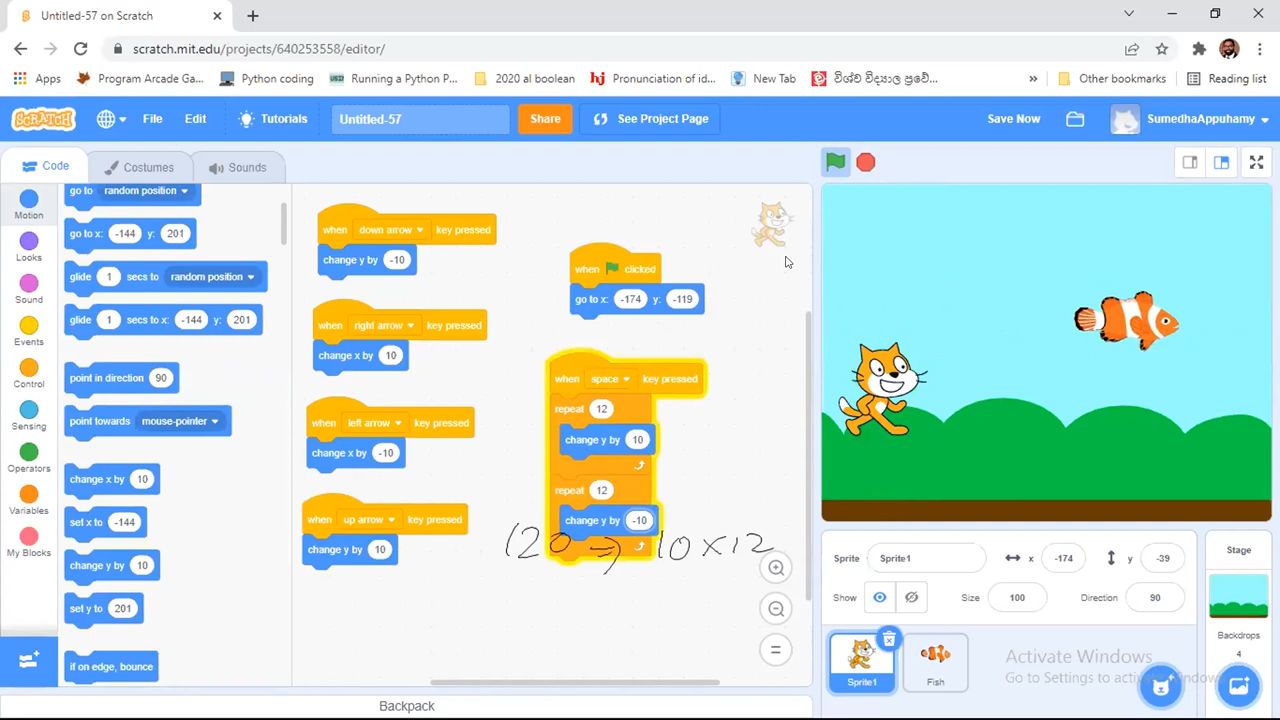 Untitled-57 on Scratch
scratch.mit.edu/projects/640253558/editor/
Apps Program Arcade Ga... Python coding Running a Python P... 2020 al boolean Pronunciation of id... New Tab විශ්ව විද්‍යාල ප්‍රවේ... » Other bookmarks Reading list
SCRATCH File Edit Tutorials Untitled-57 Share See Project Page Save Now SumedhaAppuhamy
Code Costumes Sounds
Motion
Looks
Sound
Events
Control
Sensing
Operators
Variables
My Blocks
go to random position
go to x: -144 y: 201
glide 1 secs to random position
glide 1 secs to x: -144 y: 201
point in direction 90
point towards mouse-pointer
change x by 10
set x to -144
change y by 10
set y to 201
if on edge, bounce
when down arrow key pressed
change y by -10
when right arrow key pressed
change x by 10
when left arrow key pressed
change x by -10
when up arrow key pressed
change y by 10
when clicked
go to x: -174 y: -119
when space key pressed
repeat 12
change y by 10
repeat 12
change y by -10
120 => 10 x 12
Sprite Sprite1 x -174 y -39
Show Size 100 Direction 90
Sprite1
Fish
Stage
Backdrops
4
Activate Windows
Go to Settings to activate Windows.
Backpack